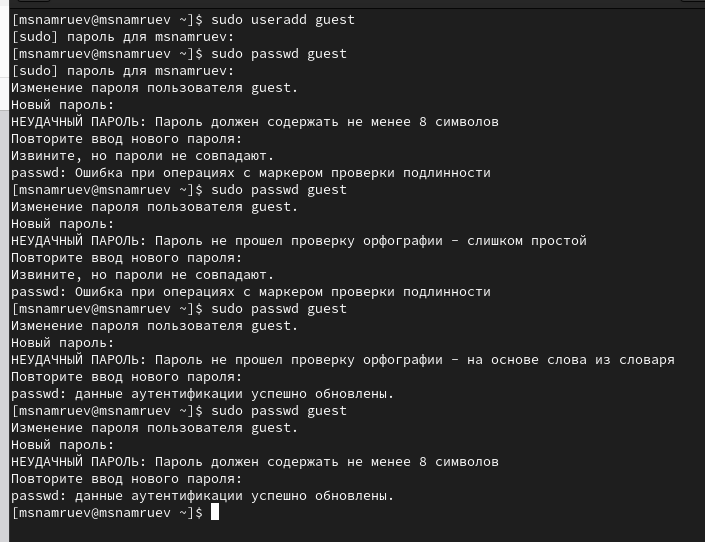 [msnamruev@msnamruev ~]$ sudo useradd guest
[sudo] пароль для msnamruev:
[msnamruev@msnamruev ~]$ sudo passwd guest
[sudo] пароль для msnamruev:
Изменение пароля пользователя guest.
Новый пароль:
НЕУДАЧНЫЙ ПАРОЛЬ: Пароль должен содержать не менее 8 символов
Повторите ввод нового пароля:
Извините, но пароли не совпадают.
passwd: Ошибка при операциях с маркером проверки подлинности
[msnamruev@msnamruev ~]$ sudo passwd guest
Изменение пароля пользователя guest.
Новый пароль:
НЕУДАЧНЫЙ ПАРОЛЬ: Пароль не прошел проверку орфографии - слишком простой
Повторите ввод нового пароля:
Извините, но пароли не совпадают.
passwd: Ошибка при операциях с маркером проверки подлинности
[msnamruev@msnamruev ~]$ sudo passwd guest
Изменение пароля пользователя guest.
Новый пароль:
НЕУДАЧНЫЙ ПАРОЛЬ: Пароль не прошел проверку орфографии - на основе слова из словаря
Повторите ввод нового пароля:
passwd: данные аутентификации успешно обновлены.
[msnamruev@msnamruev ~]$ sudo passwd guest
Изменение пароля пользователя guest.
Новый пароль:
НЕУДАЧНЫЙ ПАРОЛЬ: Пароль должен содержать не менее 8 символов
Повторите ввод нового пароля:
passwd: данные аутентификации успешно обновлены.
[msnamruev@msnamruev ~]$